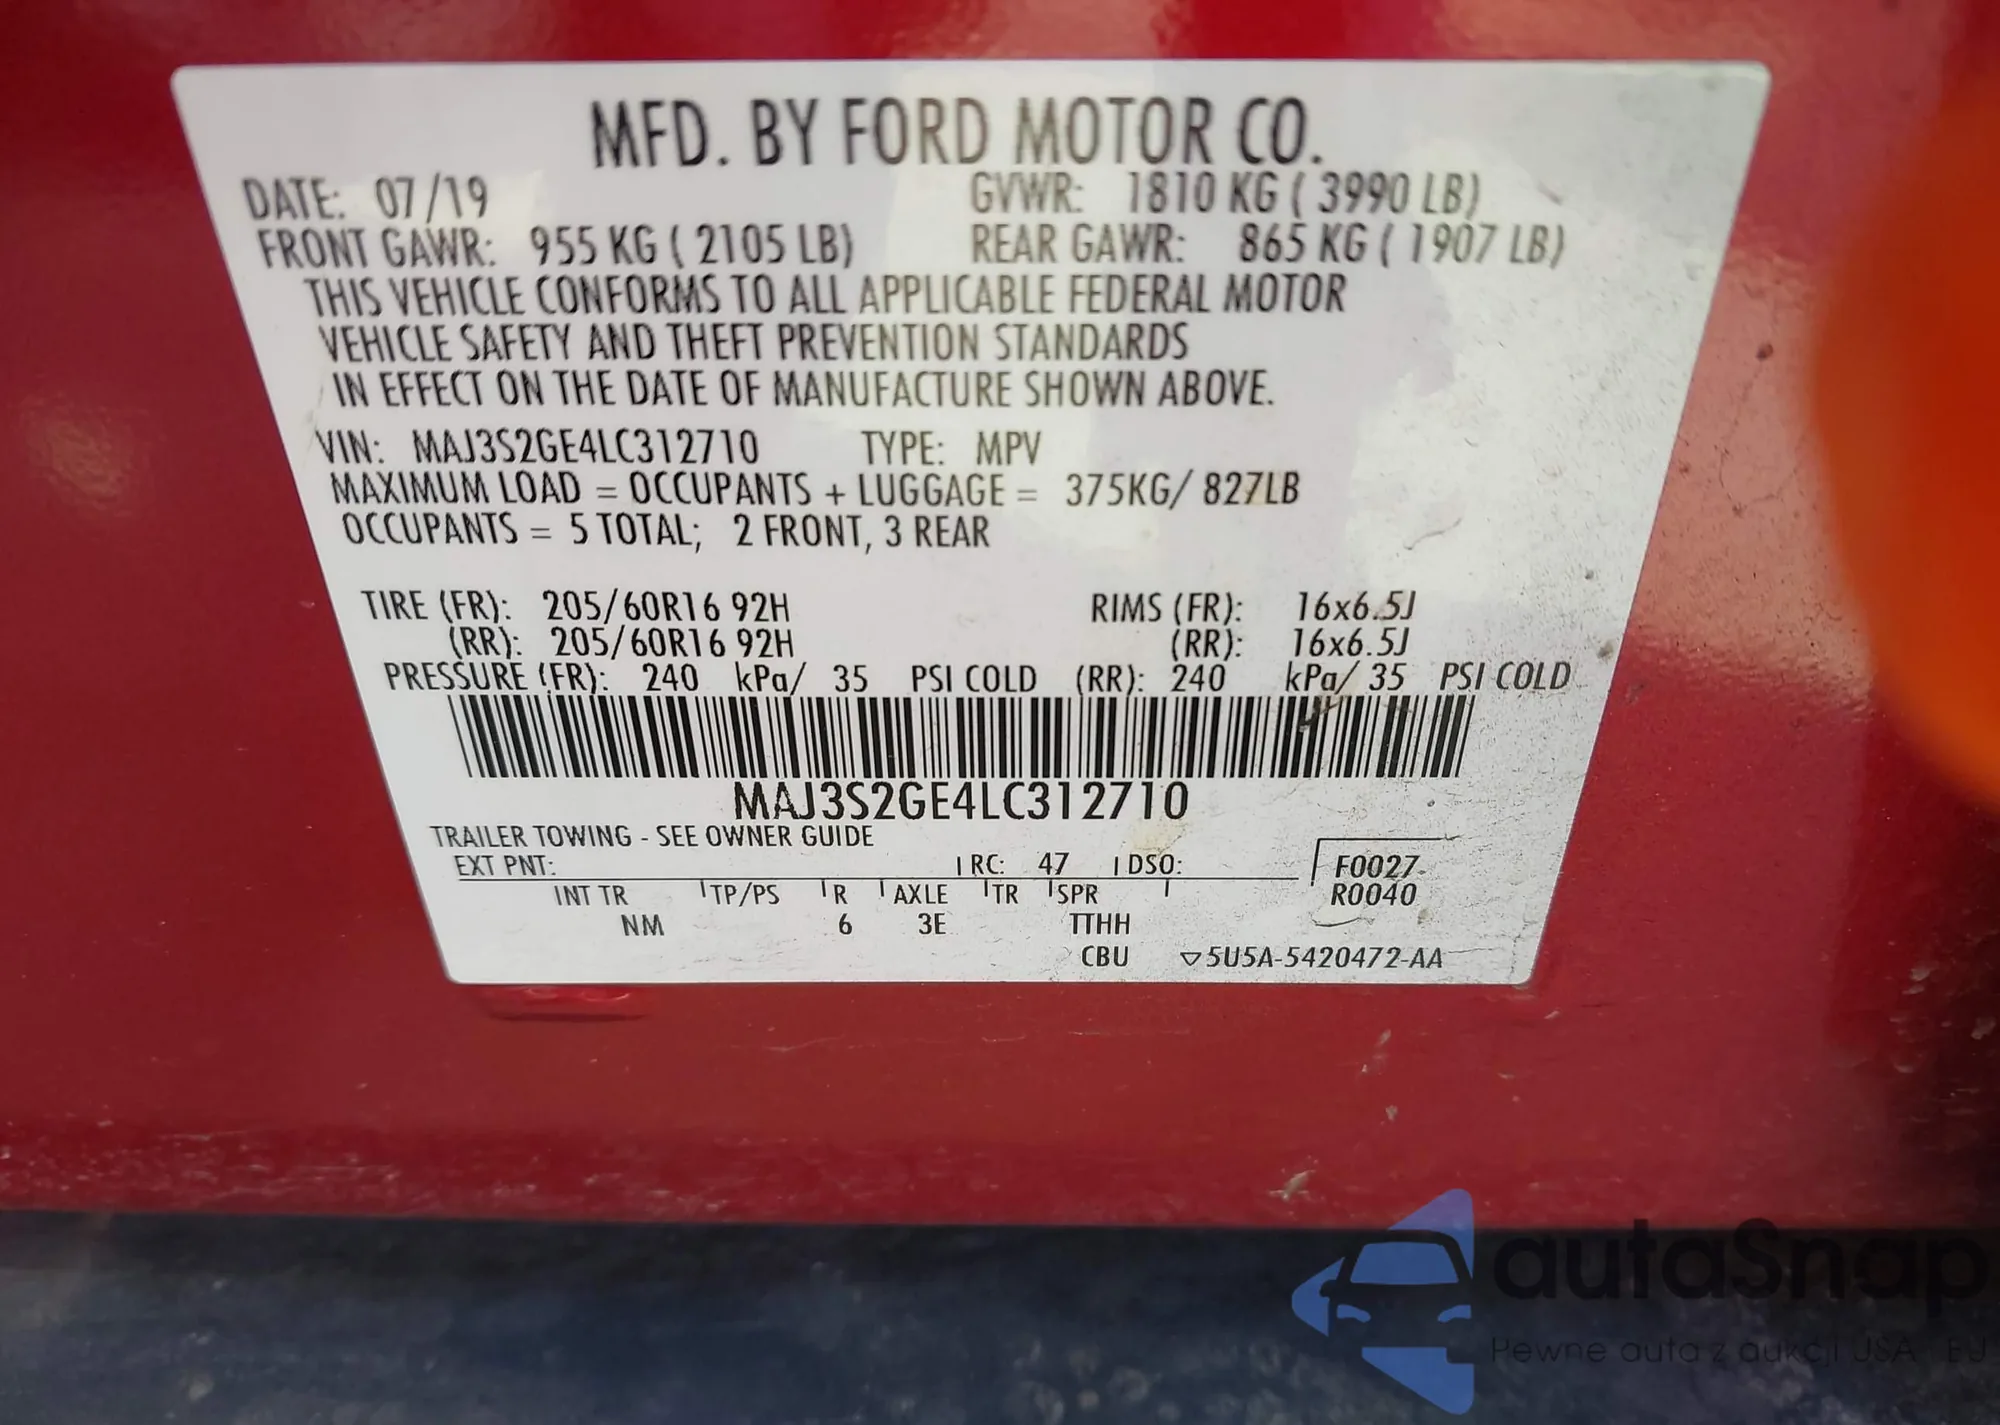 MFD. BY FORD MOTOR CO.
DATE: 07/19 GVWR: 1810 KG ( 3990 LB)
FRONT GAWR: 955 KG ( 2105 LB) REAR GAWR: 865 KG ( 1907 LB)
THIS VEHICLE CONFORMS TO ALL APPLICABLE FEDERAL MOTOR
VEHICLE SAFETY AND THEFT PREVENTION STANDARDS
IN EFFECT ON THE DATE OF MANUFACTURE SHOWN ABOVE.
VIN: MAJ3S2GE4LC312710 TYPE: MPV
MAXIMUM LOAD = OCCUPANTS + LUGGAGE = 375KG/ 827LB
OCCUPANTS = 5 TOTAL; 2 FRONT, 3 REAR
TIRE (FR): 205/60R16 92H RIMS (FR): 16x6.5J
(RR): 205/60R16 92H (RR): 16x6.5J
PRESSURE (FR): 240 kPa/ 35 PSI COLD (RR): 240 kPa/ 35 PSI COLD
MAJ3S2GE4LC312710
TRAILER TOWING - SEE OWNER GUIDE
EXT PNT: RC: 47 DSO: F0027-
INT TR TP/PS R AXLE TR SPR R0040
NM 6 3E TTHH
CBU ▽5U5A-5420472-AA
autoSnap
Pewne auta z aukcji USA i EU